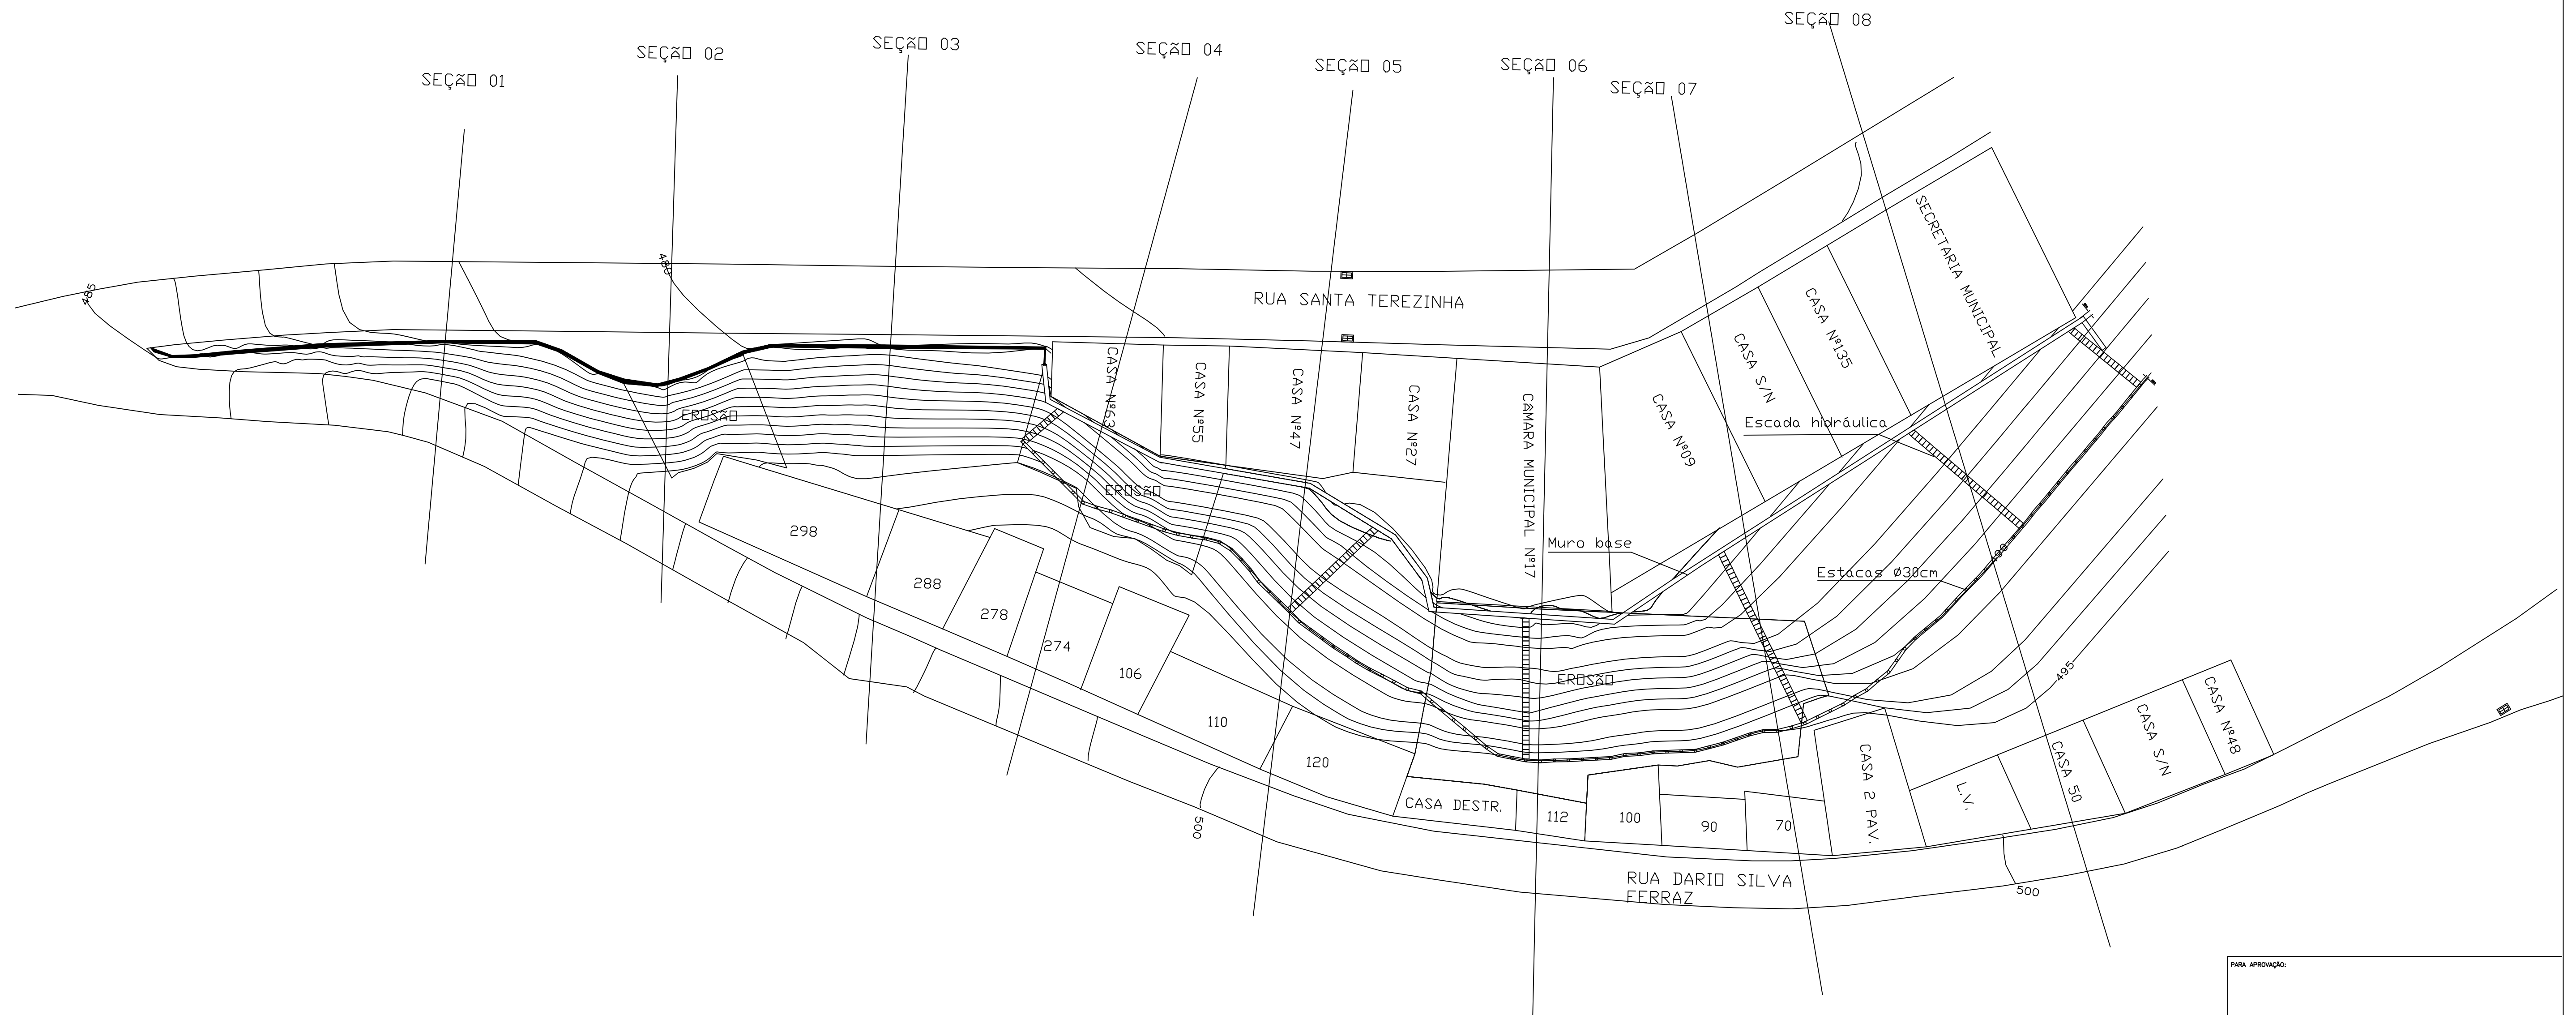 SEÇÃO 01
SEÇÃO 02
SEÇÃO 03
SEÇÃO 04
SEÇÃO 05
SEÇÃO 06
SEÇÃO 07
SEÇÃO 08
485
480
RUA SANTA TEREZINHA
SECRETARIA MUNICIPAL
CASA Nº135
CASA S/N
CASA Nº09
CÂMARA MUNICIPAL Nº17
CASA Nº27
CASA Nº47
CASA Nº55
CASA Nº63
EROSÃO
EROSÃO
EROSÃO
Escada hidráulica
Muro base
Estacas Ø30cm
490
495
298
288
278
274
106
110
120
CASA DESTR.
112
100
90
70
CASA 2 PAV.
L.V.
CASA 50
CASA S/N
CASA Nº48
500
500
RUA DARIO SILVA
FERRAZ
PARA APROVAÇÃO: